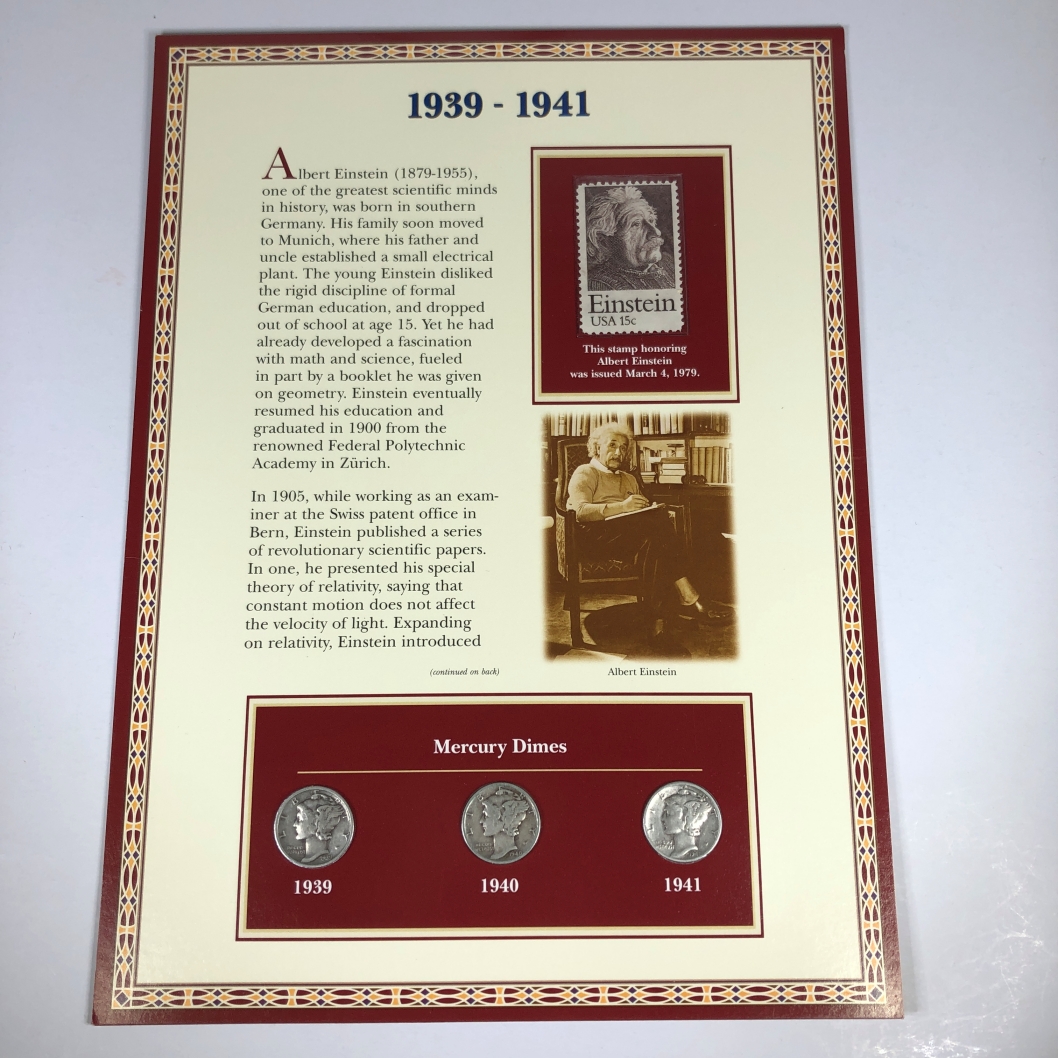 1939 - 1941
Albert Einstein (1879-1955),
one of the greatest scientific minds
in history, was born in southern
Germany. His family soon moved
to Munich, where his father and
uncle established a small electrical
plant. The young Einstein disliked
the rigid discipline of formal
German education, and dropped
out of school at age 15. Yet he had
already developed a fascination
with math and science, fueled
in part by a booklet he was given
on geometry. Einstein eventually
resumed his education and
graduated in 1900 from the
renowned Federal Polytechnic
Academy in Zürich.
In 1905, while working as an exam-
iner at the Swiss patent office in
Bern, Einstein published a series
of revolutionary scientific papers.
In one, he presented his special
theory of relativity, saying that
constant motion does not affect
the velocity of light. Expanding
on relativity, Einstein introduced
(continued on back)
Einstein
USA 15c
This stamp honoring
Albert Einstein
was issued March 4, 1979.
Albert Einstein
Mercury Dimes
1939
1940
1941